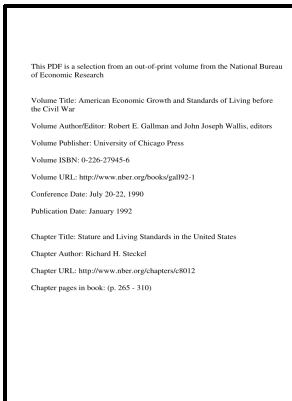 This PDF is a selection from an out-of-print volume from the National Bureau
of Economic Research
Volume Title: American Economic Growth and Standards of Living before
the Civil War
Volume Author/Editor: Robert E. Gallman and John Joseph Wallis, editors
Volume Publisher: University of Chicago Press
Volume ISBN: 0-226-27945-6
Volume URL: http://www.nber.org/books/gall92-1
Conference Date: July 20-22, 1990
Publication Date: January 1992
Chapter Title: Stature and Living Standards in the United States
Chapter Author: Richard H. Steckel
Chapter URL: http://www.nber.org/chapters/c8012
Chapter pages in book: (p. 265 - 310)